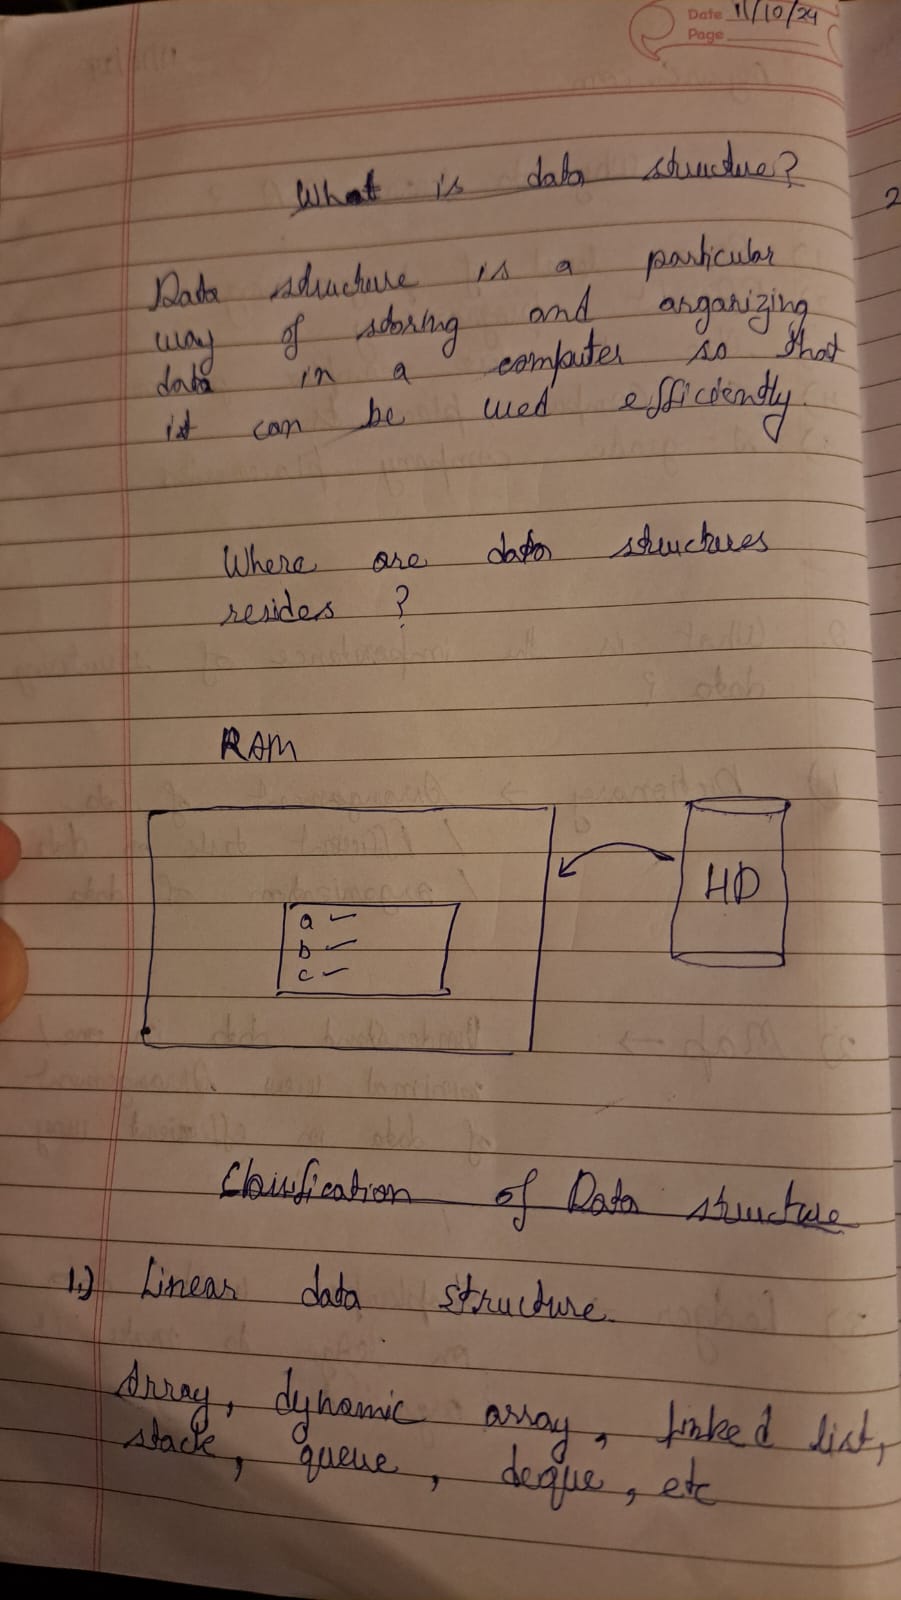 Date 11/10/24
Page
What is data structure?
Data structure is a particular
way of storing and organizing
data in a computer so that
it can be used efficiently.
Where are data structures
resides ?
RAM
HD
a
b
c
Classification of Data structure
1.) Linear data structure.
Array, dynamic array, linked list,
stack, queue, deque, etc
2